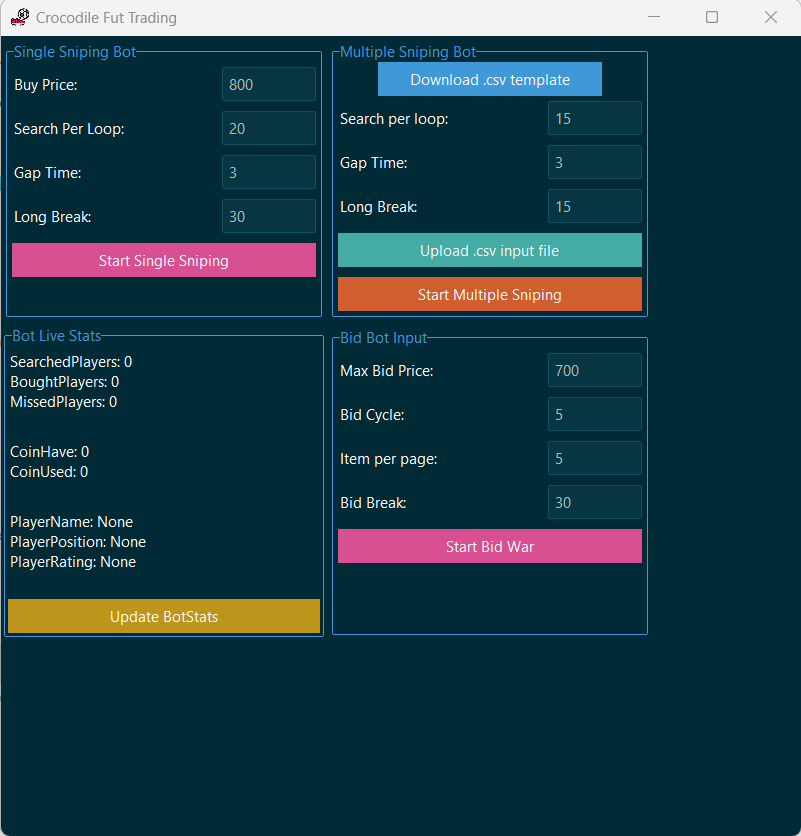 Crocodile Fut Trading
Single Sniping Bot
Buy Price: 800
Search Per Loop: 20
Gap Time: 3
Long Break: 30
Start Single Sniping
Multiple Sniping Bot
Download .csv template
Search per loop: 15
Gap Time: 3
Long Break: 15
Upload .csv input file
Start Multiple Sniping
Bot Live Stats
SearchedPlayers: 0
BoughtPlayers: 0
MissedPlayers: 0
CoinHave: 0
CoinUsed: 0
PlayerName: None
PlayerPosition: None
PlayerRating: None
Update BotStats
Bid Bot Input
Max Bid Price: 700
Bid Cycle: 5
Item per page: 5
Bid Break: 30
Start Bid War